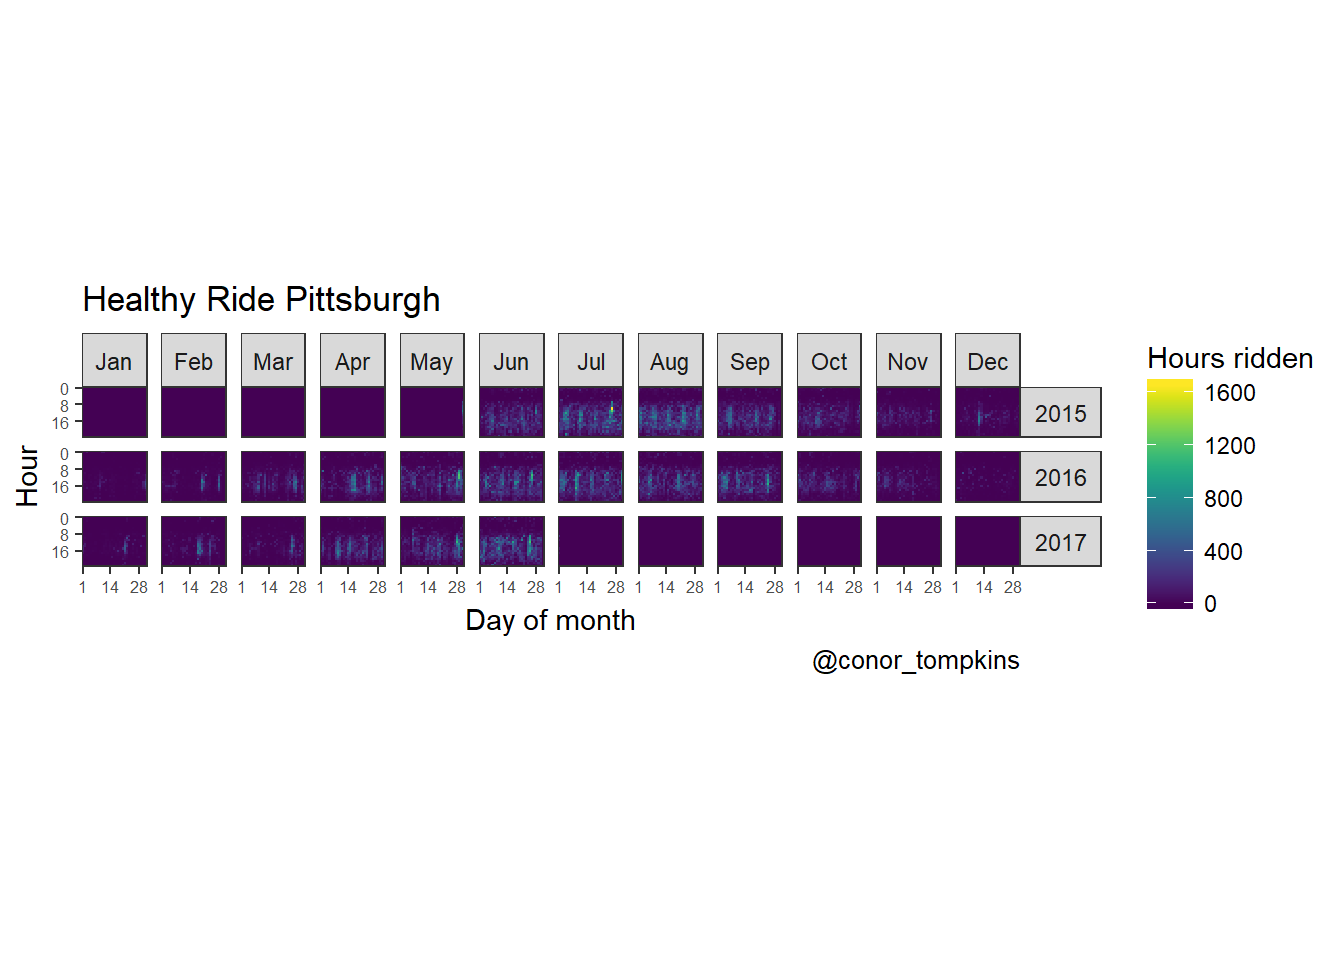 Healthy Ride Pittsburgh
Jan Feb Mar Apr May Jun Jul Aug Sep Oct Nov Dec
0 8 16 2015
0 8 16 2016
0 8 16 2017
Hour
1 14 28 1 14 28 1 14 28 1 14 28 1 14 28 1 14 28 1 14 28 1 14 28 1 14 28 1 14 28 1 14 28 1 14 28
Day of month
@conor_tompkins
Hours ridden
1600
1200
800
400
0